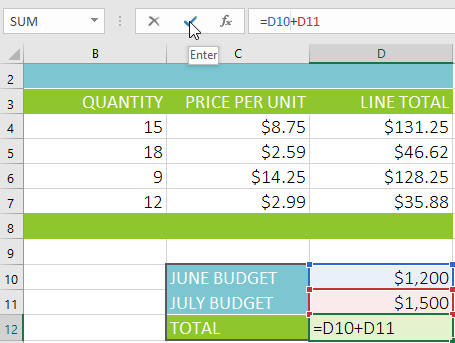 SUM fx =D10+D11
Enter
B C D
2
3 QUANTITY PRICE PER UNIT LINE TOTAL
4 15 $8.75 $131.25
5 18 $2.59 $46.62
6 9 $14.25 $128.25
7 12 $2.99 $35.88
8
9
10 JUNE BUDGET $1,200
11 JULY BUDGET $1,500
12 TOTAL =D10+D11